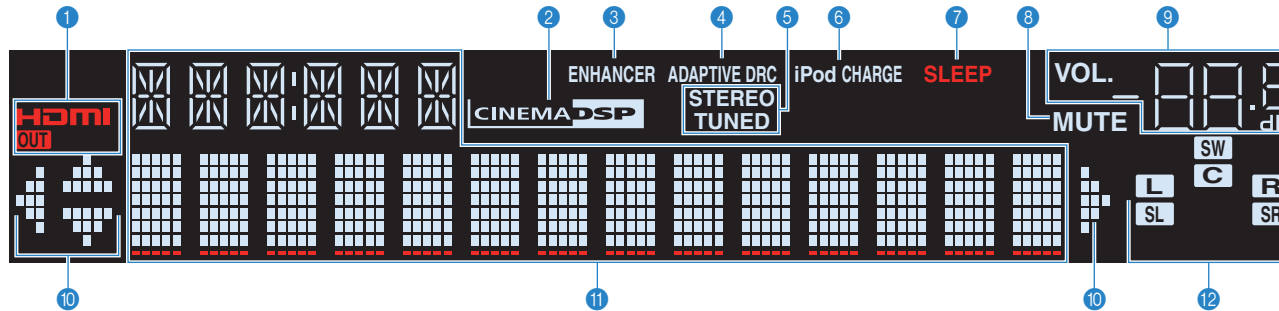 1 2 3 4 5 6 7 8 9
ENHANCER ADAPTIVE DRC iPod CHARGE SLEEP VOL.
HDMI
OUT
CINEMA DSP
STEREO
TUNED
MUTE
SW
C
L
R
SL
SR
10 11 10 12